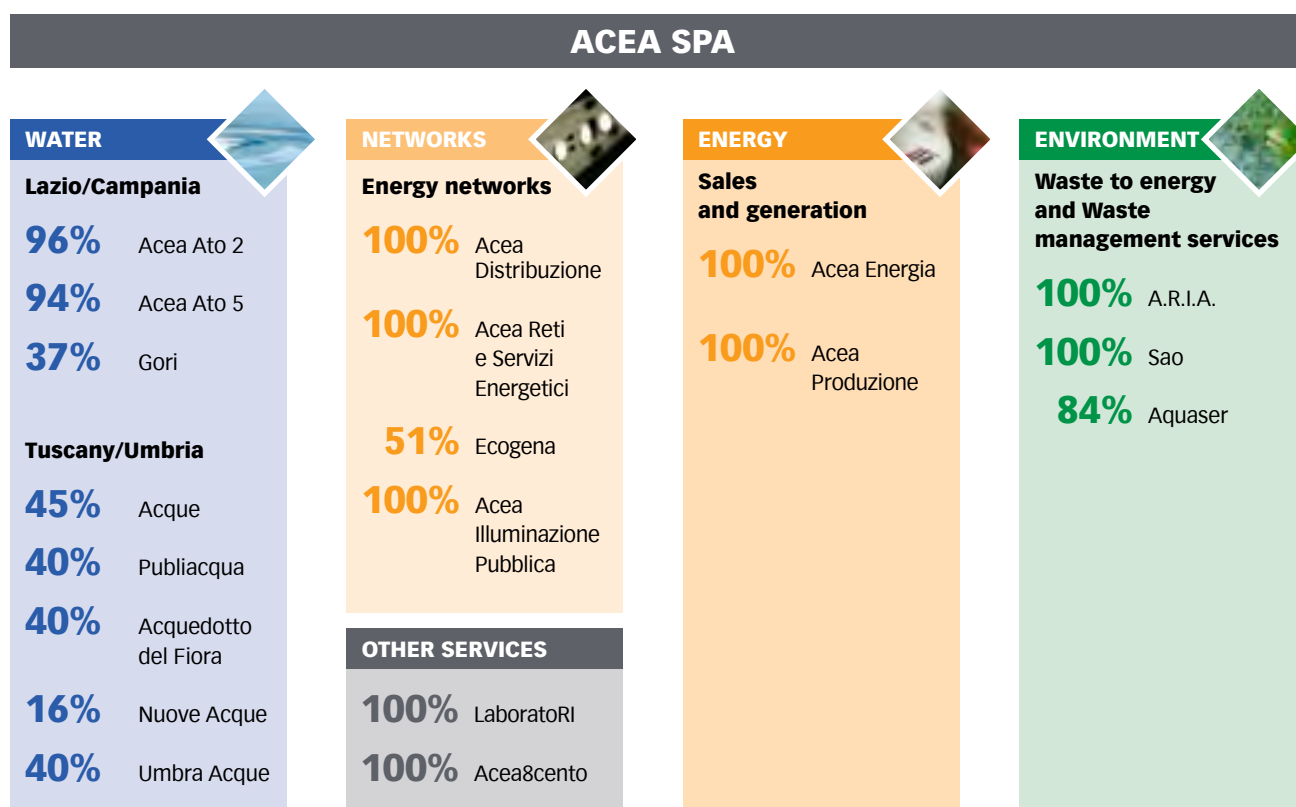 ACEA SPA
WATER
Lazio/Campania
96% Acea Ato 2
94% Acea Ato 5
37% Gori
Tuscany/Umbria
45% Acque
40% Publiacqua
40% Acquedotto
del Fiora
16% Nuove Acque
40% Umbra Acque
NETWORKS
Energy networks
100% Acea
Distribuzione
100% Acea Reti
e Servizi
Energetici
51% Ecogena
100% Acea
Illuminazione
Pubblica
OTHER SERVICES
100% LaboratoRI
100% Acea8cento
ENERGY
Sales
and generation
100% Acea Energia
100% Acea
Produzione
ENVIRONMENT
Waste to energy
and Waste
management services
100% A.R.I.A.
100% Sao
84% Aquaser